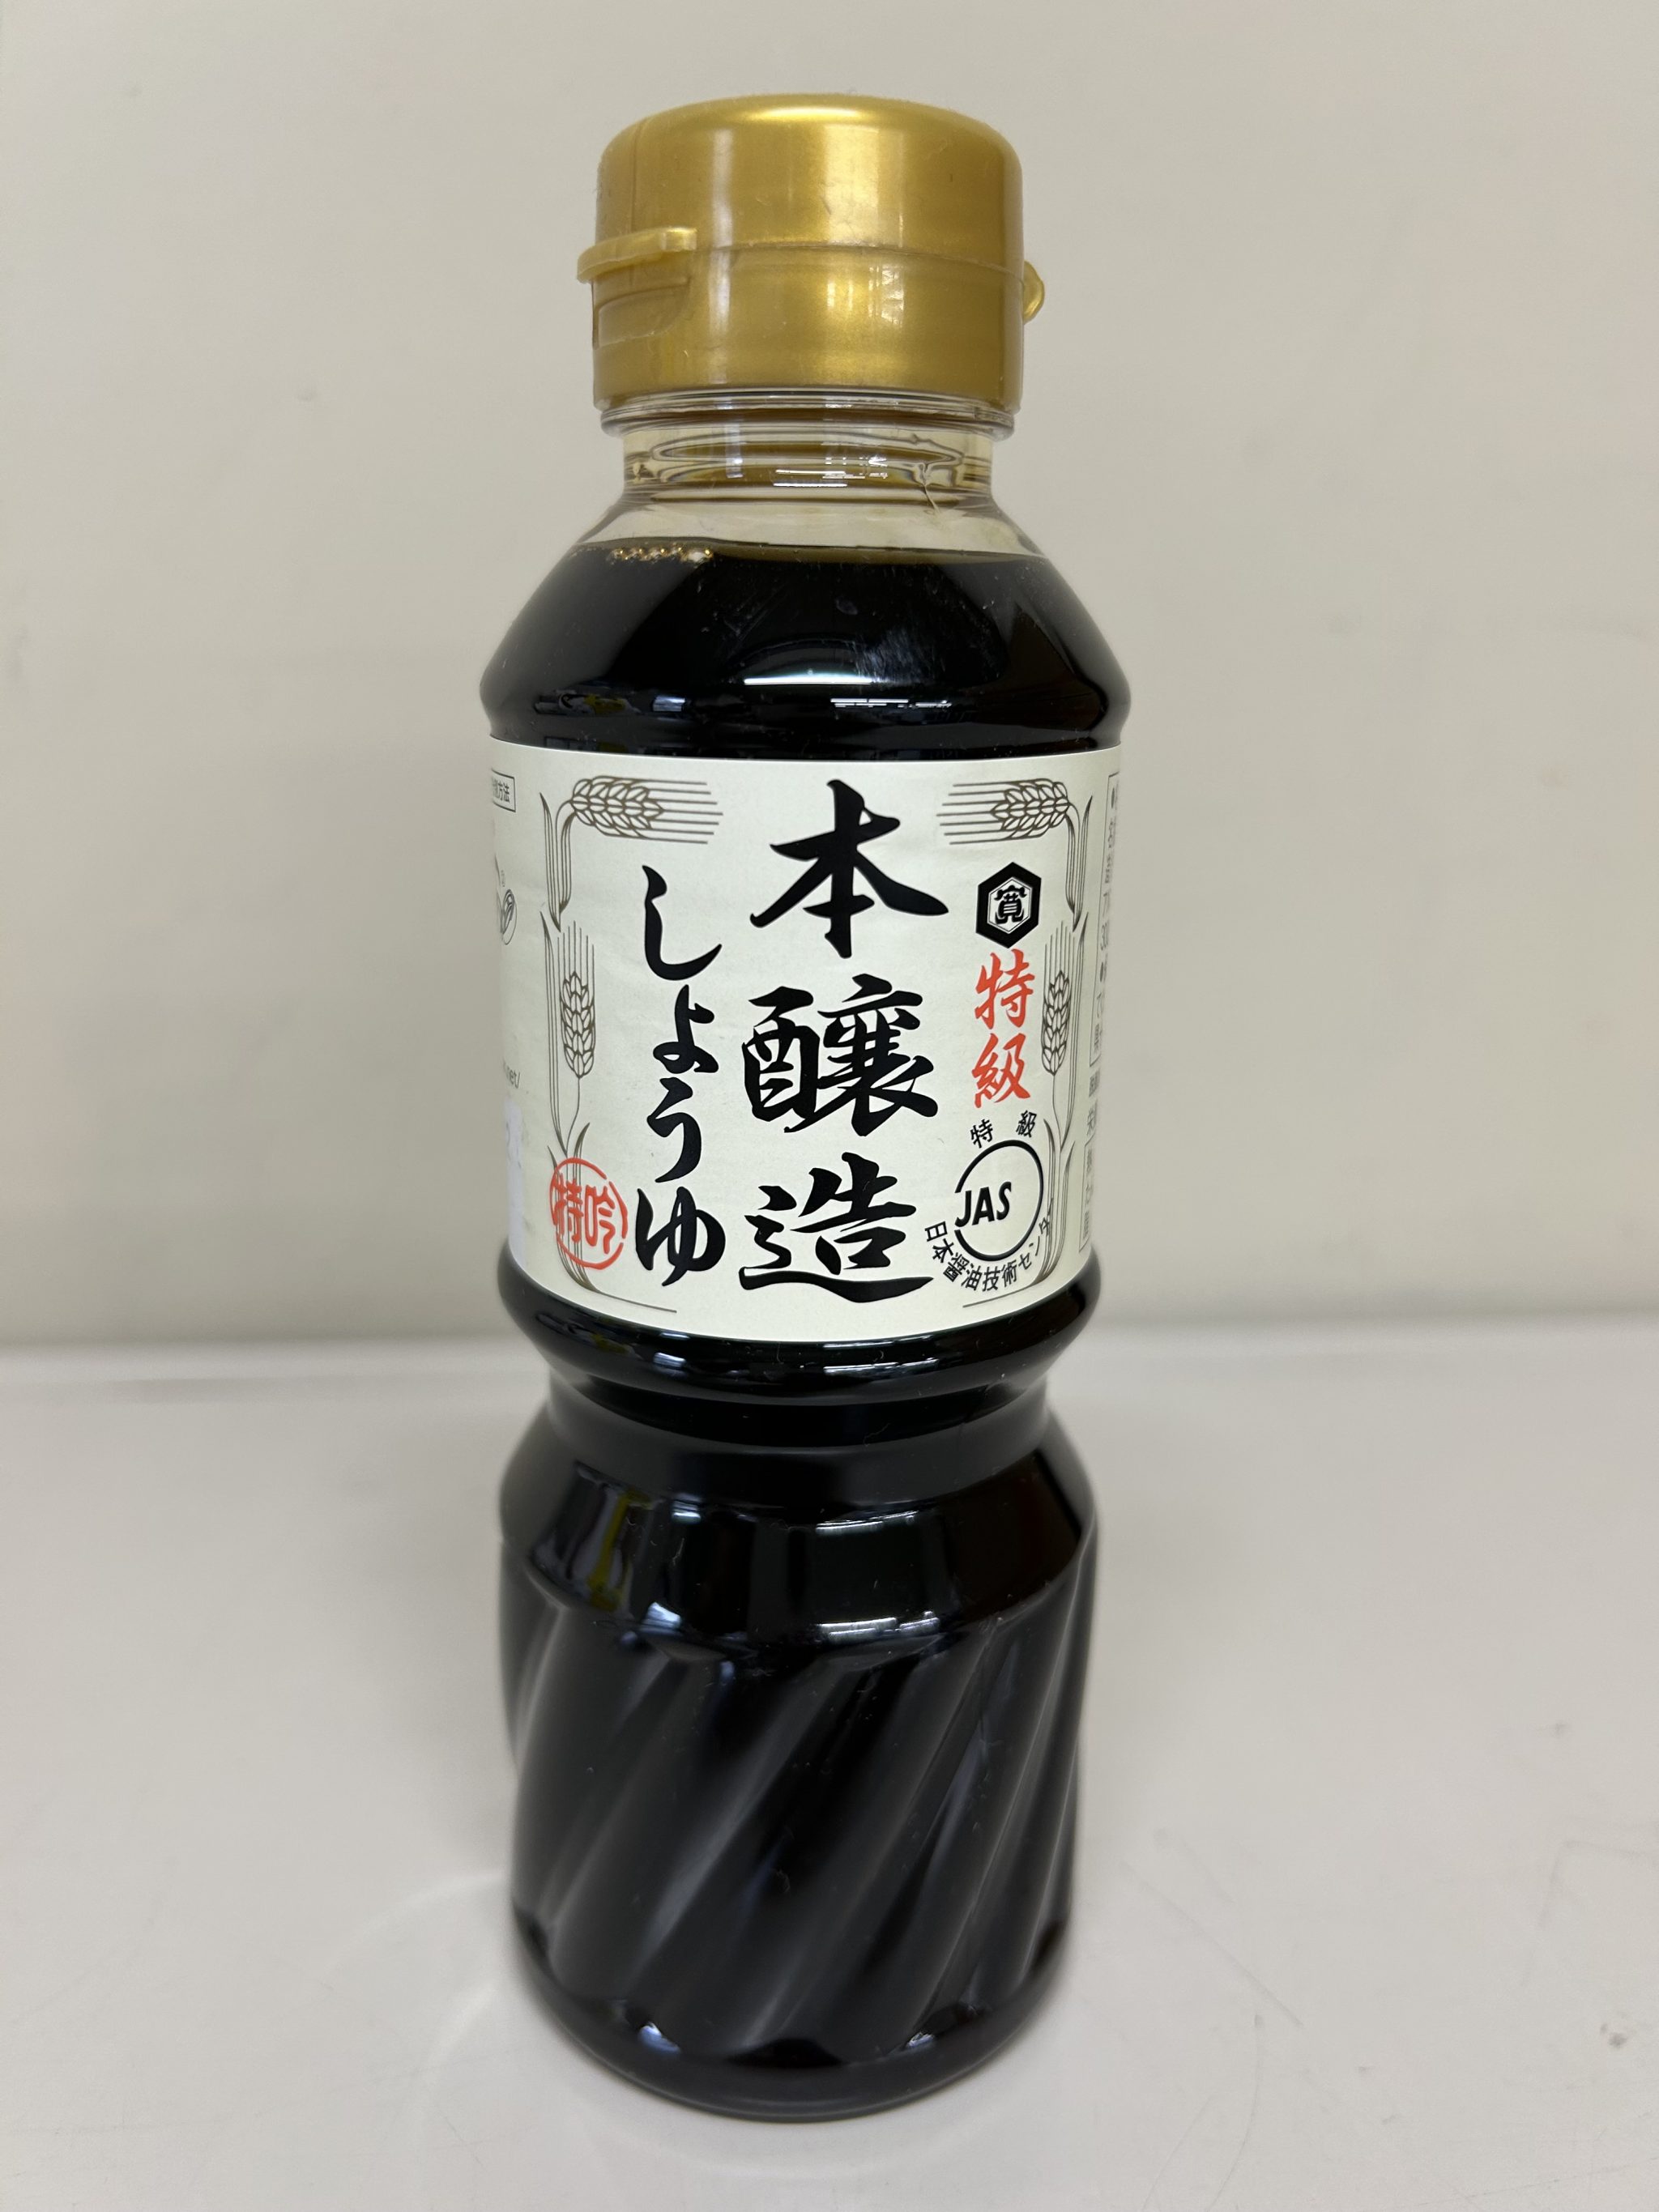 寛
特級
特級
JAS
日本醤油技術センター
本醸造
しょうゆ
特吟